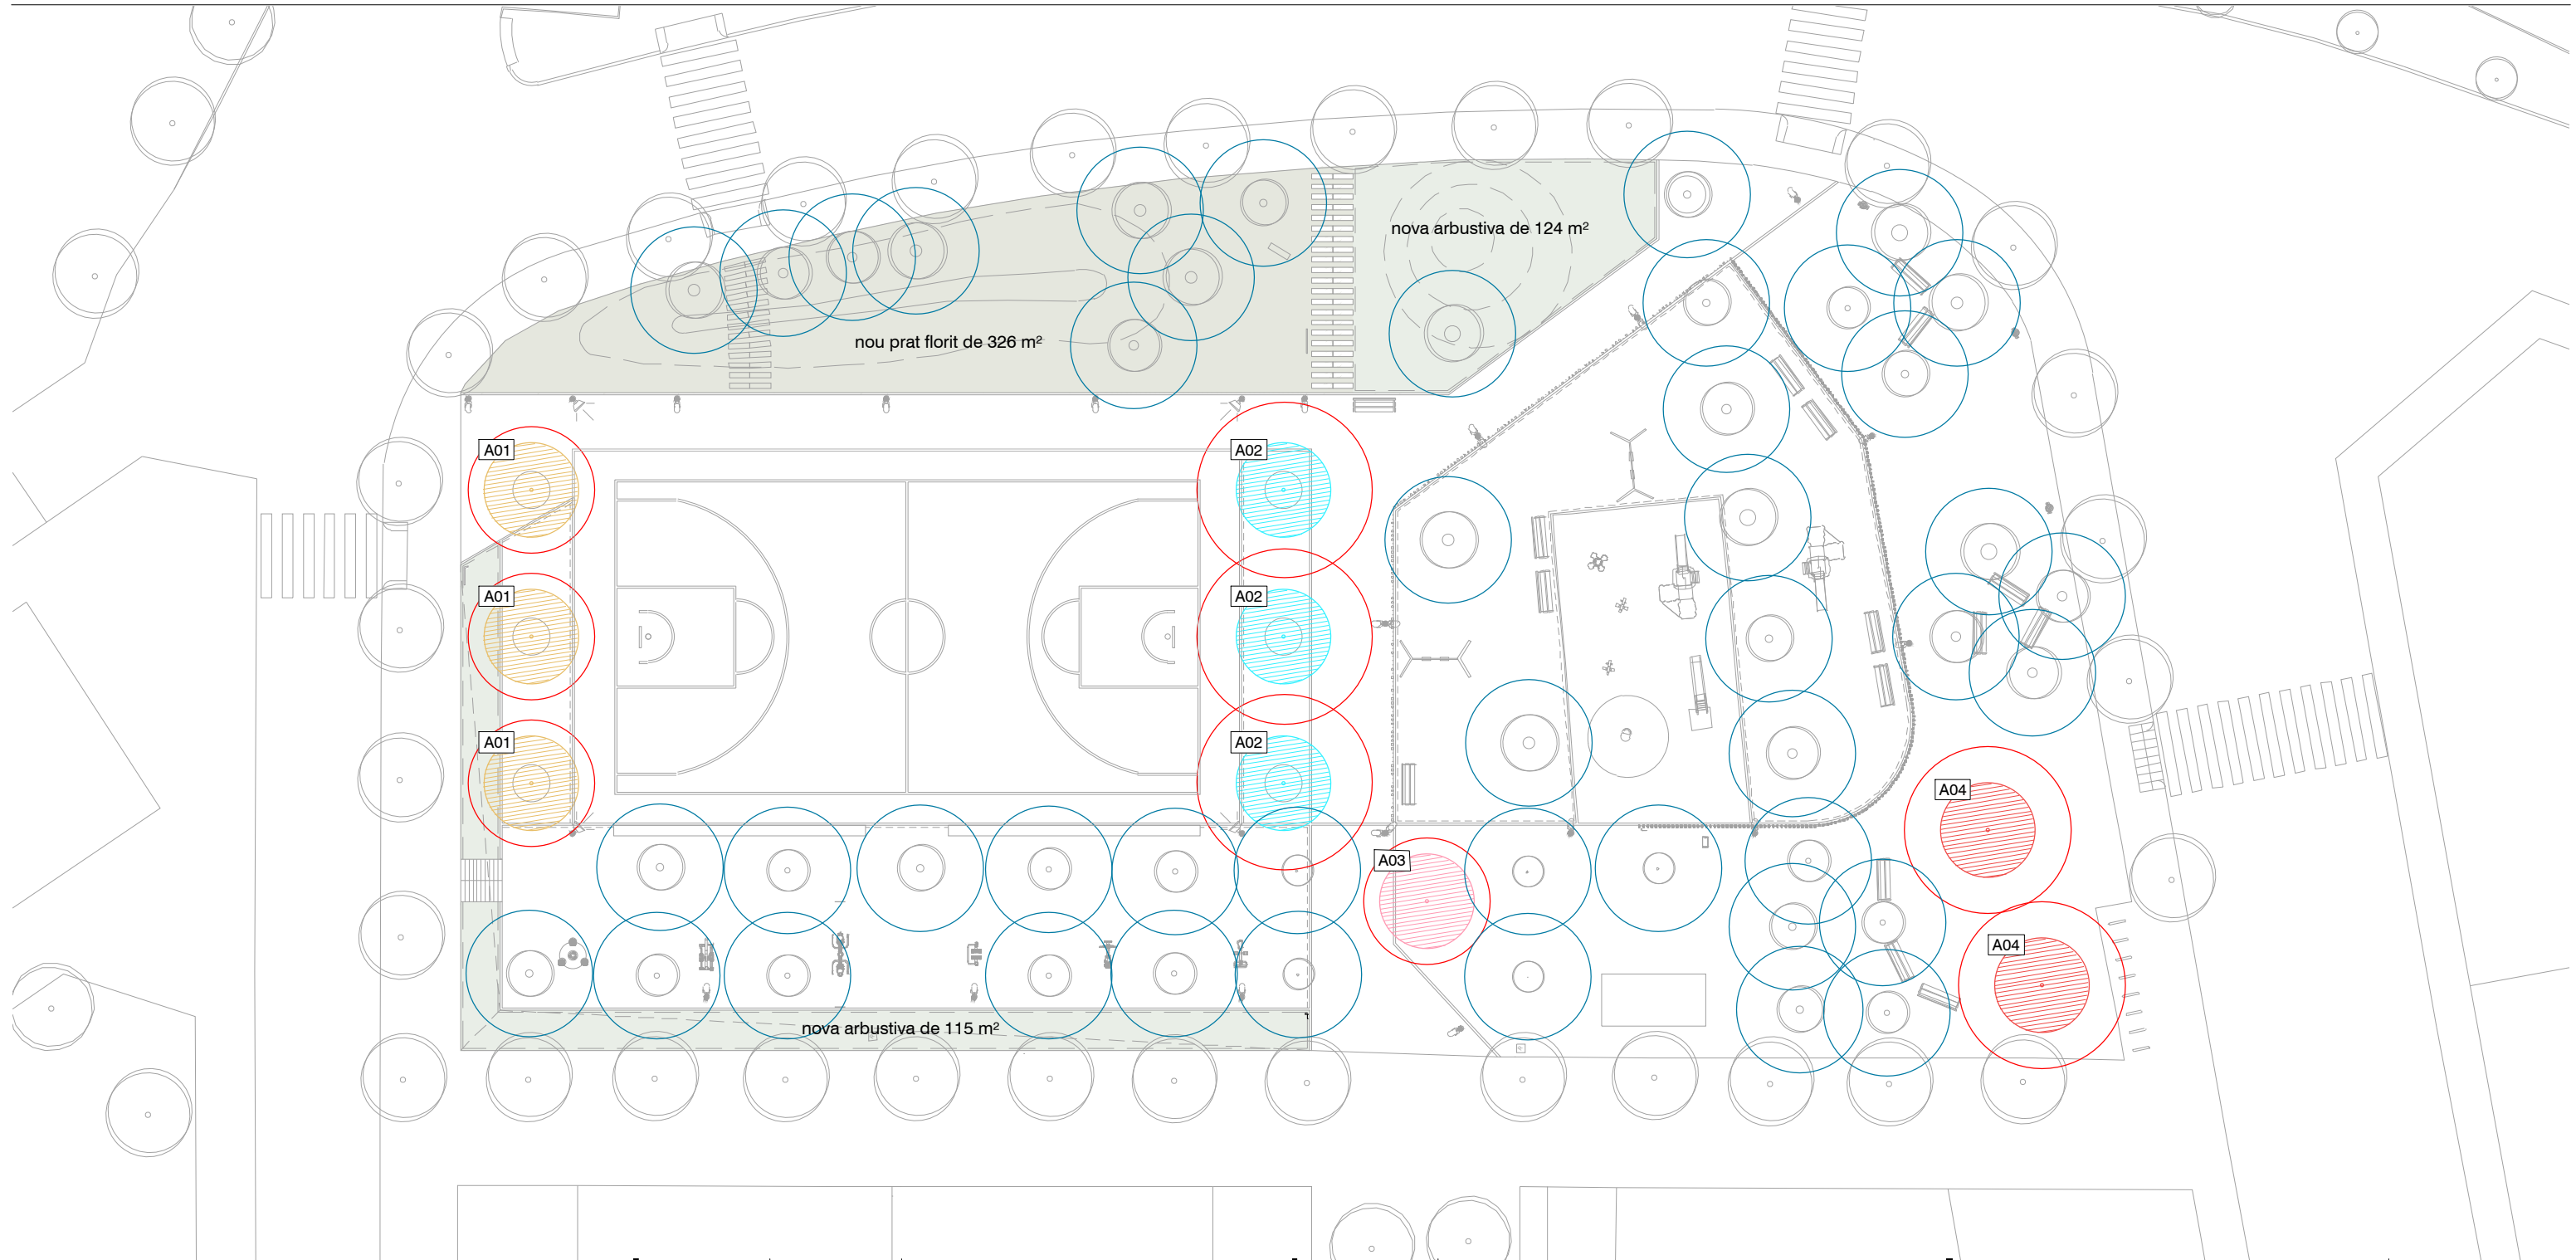 nova arbustiva de 124 m²
nou prat florit de 326 m²
A01
A02
A01
A02
A01
A02
A04
A03
A04
nova arbustiva de 115 m²